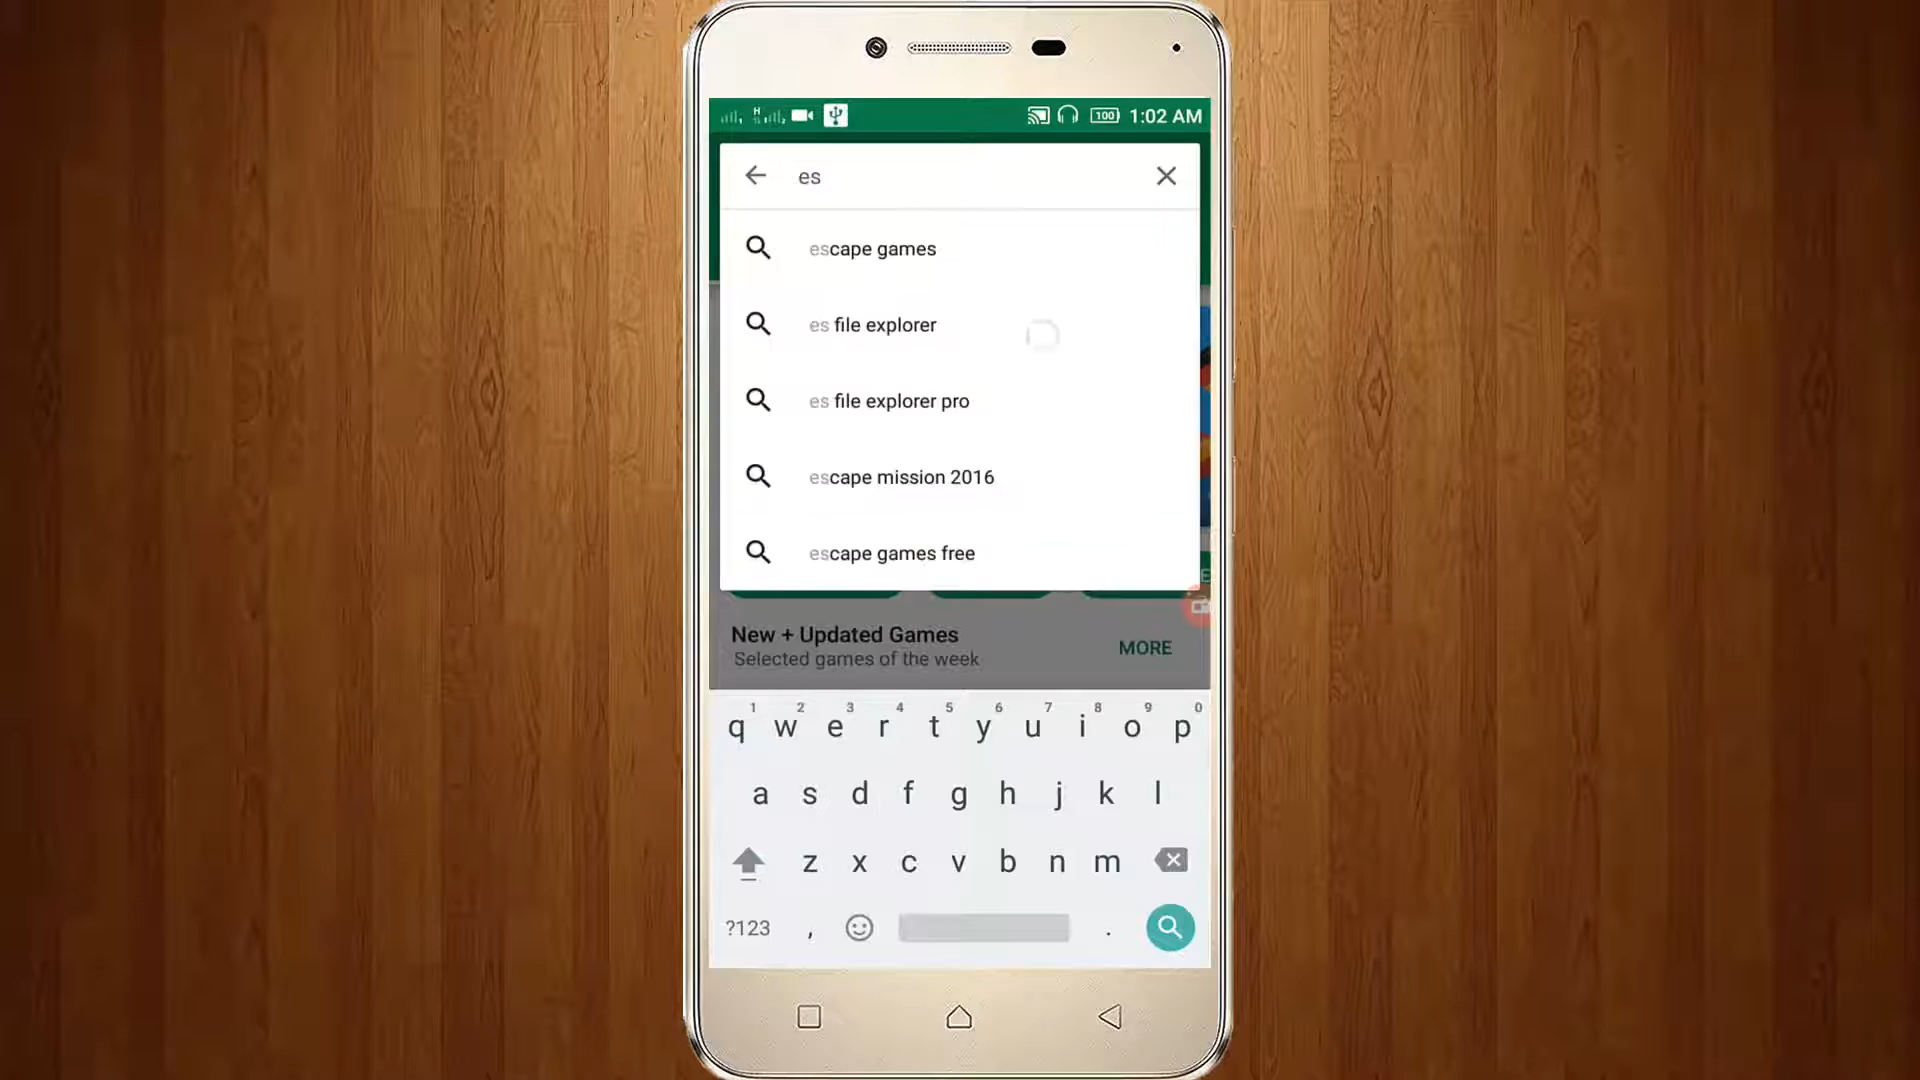 H
100 1:02 AM
es
escape games
es file explorer
es file explorer pro
escape mission 2016
escape games free
E
New + Updated Games
MORE
Selected games of the week
1 2 3 4 5 6 7 8 9 0
q w e r t y u i o p
a s d f g h j k l
z x c v b n m
?123 , .